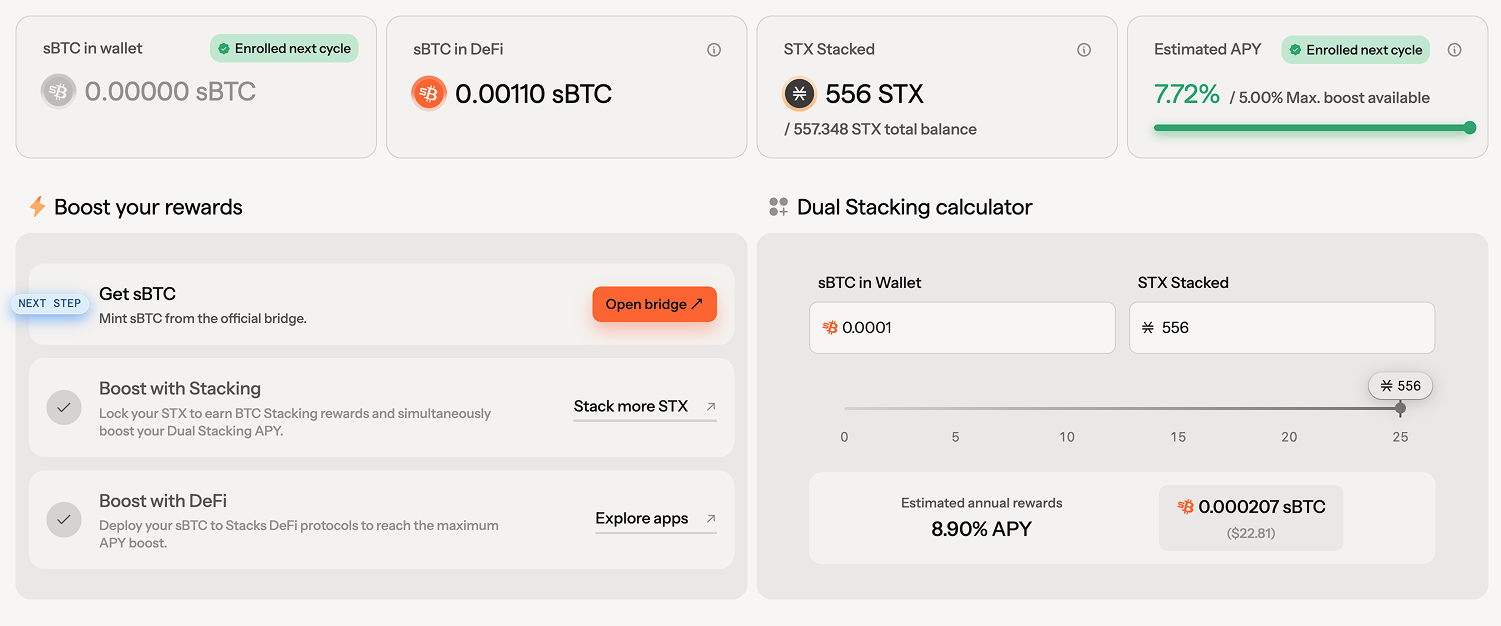 sBTC in wallet
Enrolled next cycle
0.00000 sBTC
sBTC in DeFi
0.00110 sBTC
STX Stacked
556 STX
/ 557.348 STX total balance
Estimated APY
Enrolled next cycle
7.72% / 5.00% Max. boost available
Boost your rewards
NEXT STEP
Get sBTC
Mint sBTC from the official bridge.
Open bridge ↗
Boost with Stacking
Lock your STX to earn BTC Stacking rewards and simultaneously
boost your Dual Stacking APY.
Stack more STX ↗
Boost with DeFi
Deploy your sBTC to Stacks DeFi protocols to reach the maximum
APY boost.
Explore apps ↗
Dual Stacking calculator
sBTC in Wallet
0.0001
STX Stacked
556
556
0 5 10 15 20 25
Estimated annual rewards
8.90% APY
0.000207 sBTC
($22.81)